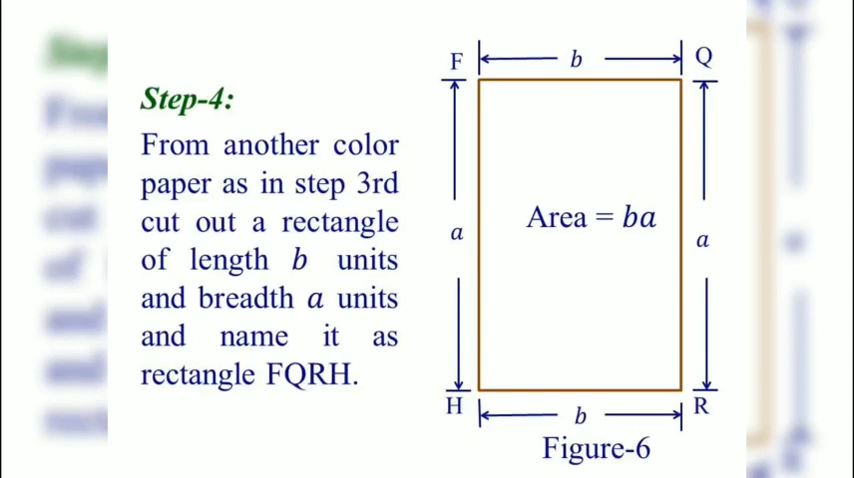 Step-4:
From another color
paper as in step 3rd
cut out a rectangle
of length b units
and breadth a units
and name it as
rectangle FQRH.
F b Q
a Area = ba a
H b R
Figure-6